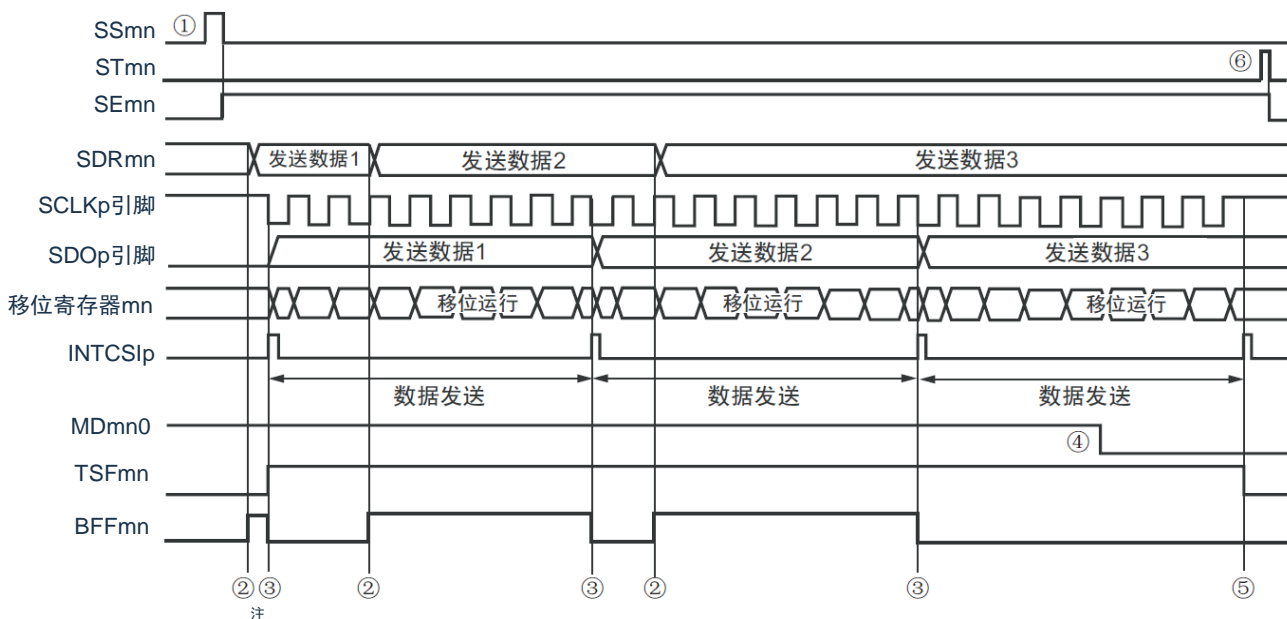 SSmn ①
STmn ⑥
SEmn
SDRmn 发送数据1 发送数据2 发送数据3
SCLKp引脚
SDOp引脚 发送数据1 发送数据2 发送数据3
移位寄存器mn 移位运行 移位运行 移位运行
INTCSIp
数据发送 数据发送 数据发送
MDmn0 ④
TSFmn
BFFmn
②③ ② ③ ② ③ ⑤
注